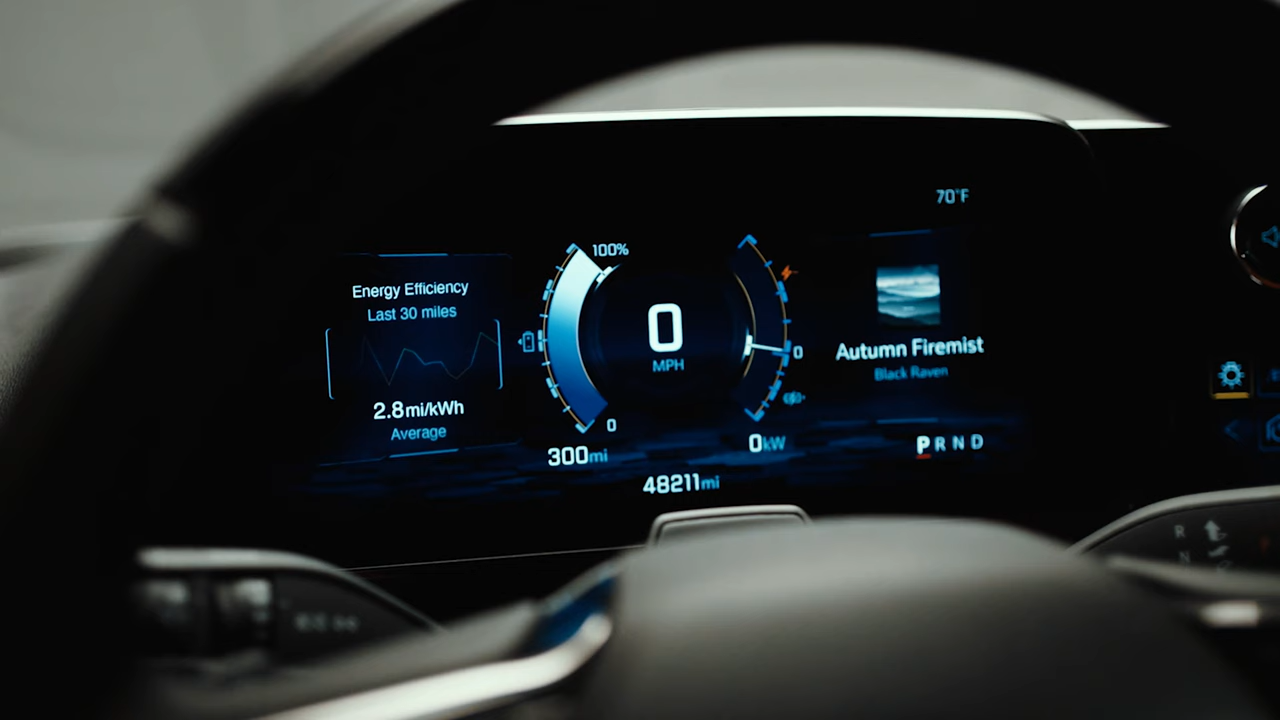 70°F
100%
Energy Efficiency
Last 30 miles
0
MPH
0
Autumn Firemist
Black Raven
2.8mi/kWh
Average
0
300mi
0kW
PRND
48211mi
R
N